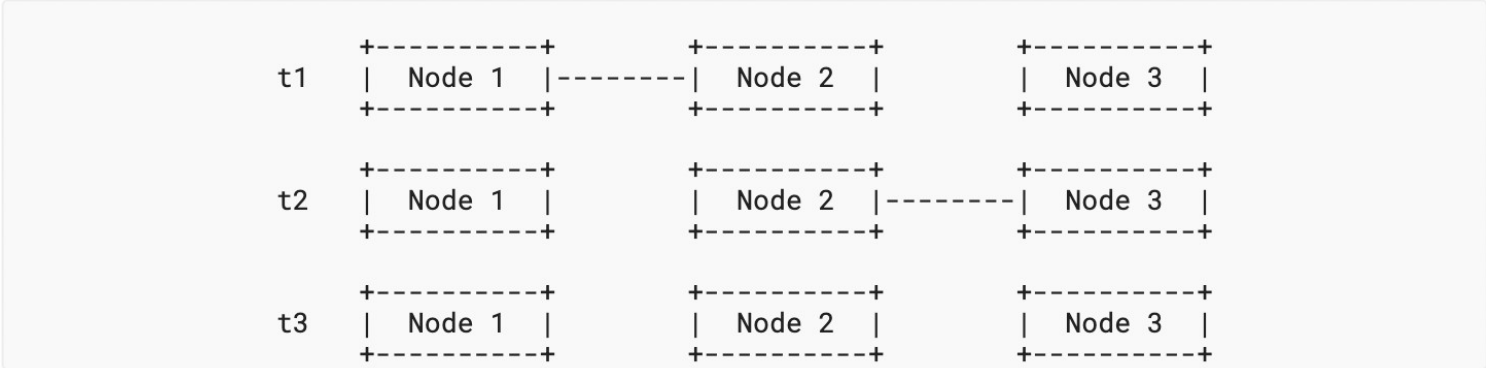 +----------+        +----------+        +----------+
t1   |  Node 1  |--------|  Node 2  |        |  Node 3  |
     +----------+        +----------+        +----------+
     +----------+        +----------+        +----------+
t2   |  Node 1  |        |  Node 2  |--------|  Node 3  |
     +----------+        +----------+        +----------+
     +----------+        +----------+        +----------+
t3   |  Node 1  |        |  Node 2  |        |  Node 3  |
     +----------+        +----------+        +----------+